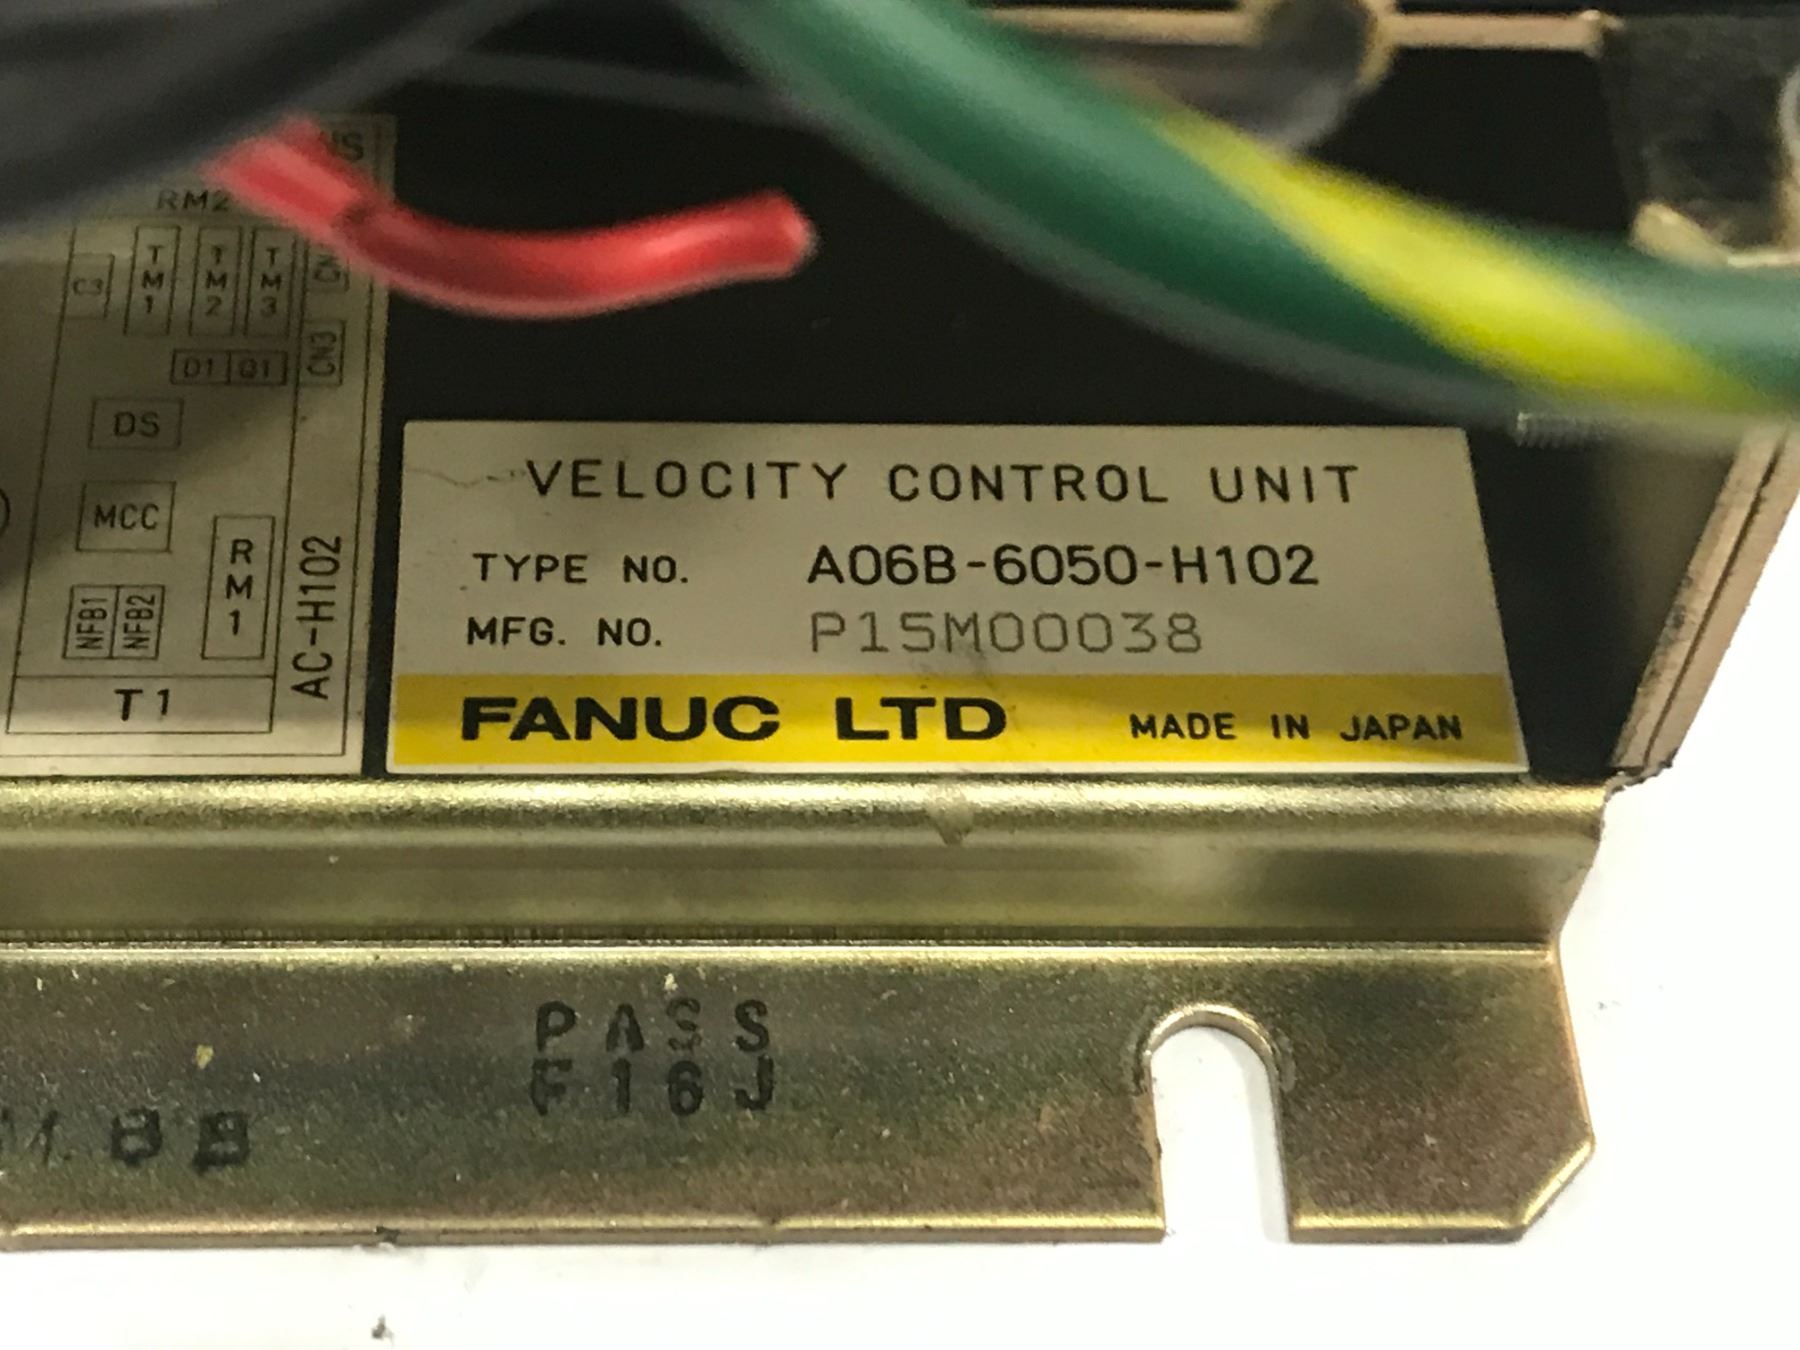 RM2
C3
TM1
TM2
TM3
CN3
D1 Q1
DS
MCC
RM1
NFB1
NFB2
T1
AC-H102
VELOCITY CONTROL UNIT
TYPE NO. A06B-6050-H102
MFG. NO. P15M00038
FANUC LTD MADE IN JAPAN
PASS
F16J